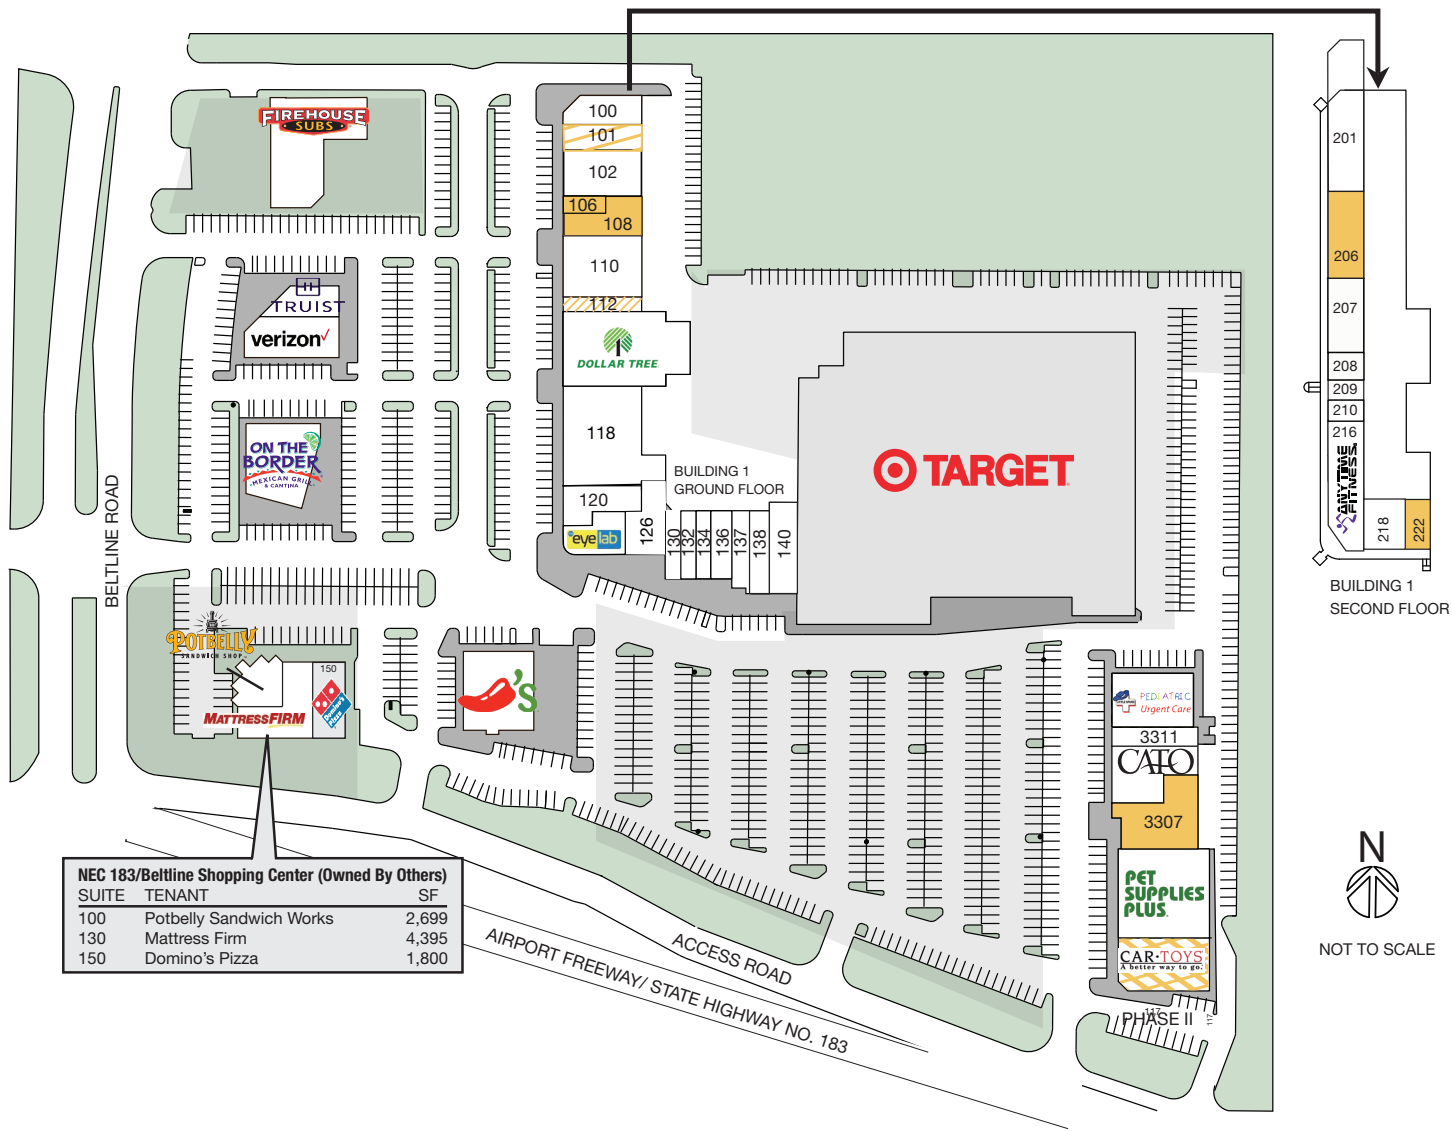 FIREHOUSE
SUBS
TRUIST
verizon✓
ON THE
BORDER
MEXICAN GRILL
& CANTINA
BELTLINE ROAD
POTBELLY
SANDWICH SHOP
150
MATTRESSFIRM
Domino's
Pizza
'S
100
101
102
106
108
110
112
DOLLAR TREE
118
120
eyelab
126
130
132
134
136
137
138
140
BUILDING 1
GROUND FLOOR
TARGET
201
206
207
208
209
210
216
ANYTIME
FITNESS
218
222
BUILDING 1
SECOND FLOOR
PEDIATRIC
Urgent Care
3311
CATO
3307
PET
SUPPLIES
PLUS
CAR·TOYS
A better way to go.
PHASE II
117
117
N
NOT TO SCALE
NEC 183/Beltline Shopping Center (Owned By Others)
SUITE TENANT SF
100 Potbelly Sandwich Works 2,699
130 Mattress Firm 4,395
150 Domino's Pizza 1,800
ACCESS ROAD
AIRPORT FREEWAY/ STATE HIGHWAY NO. 183